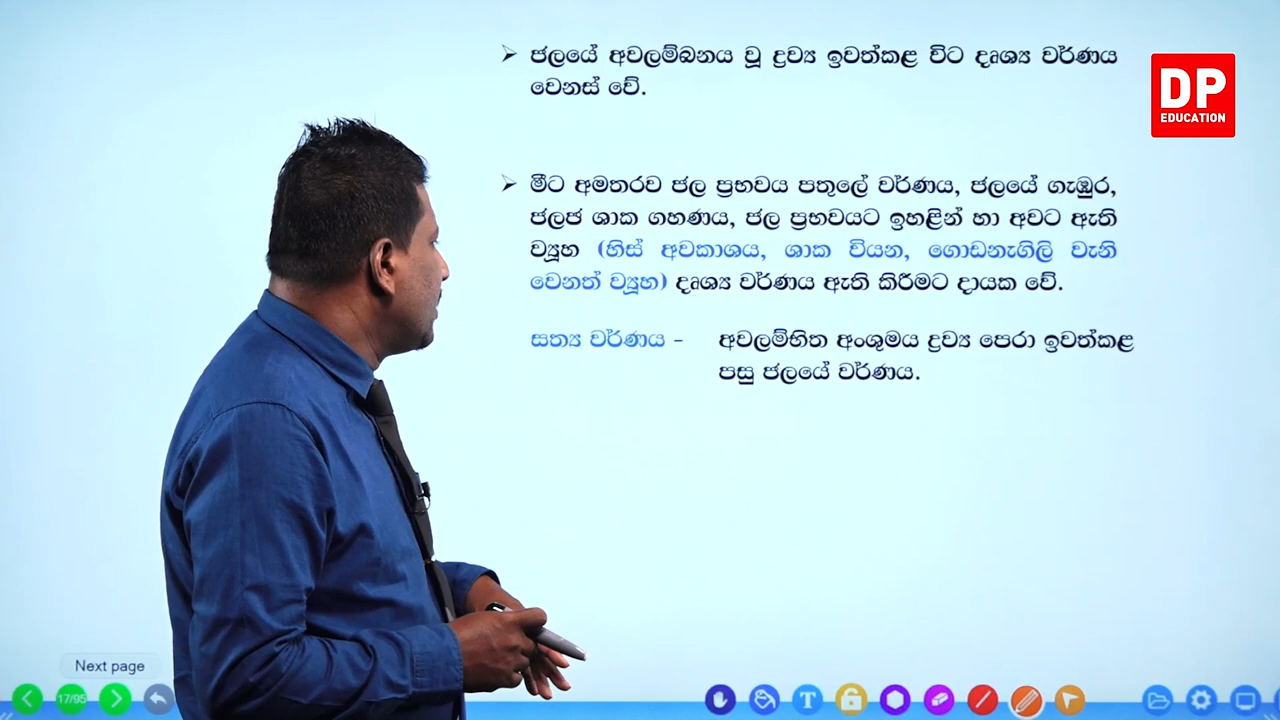 ➢ ජලයේ අවලම්බනය වූ ද්‍රව්‍ය ඉවත්කළ විට දෘශ්‍ය වර්ණය
වෙනස් වේ.
DP
EDUCATION
➢ මීට අමතරව ජල ප්‍රභවය පතුලේ වර්ණය, ජලයේ ගැඹුර,
ජලජ ශාක ගහණය, ජල ප්‍රභවයට ඉහළින් හා අවට ඇති
ව්‍යූහ (හිස් අවකාශය, ශාක වියන, ගොඩනැගිලි වැනි
වෙනත් ව්‍යූහ) දෘශ්‍ය වර්ණය ඇති කිරීමට දායක වේ.
සත්‍ය වර්ණය - අවලම්භිත අංශුමය ද්‍රව්‍ය පෙරා ඉවත්කළ
පසු ජලයේ වර්ණය.
Next page
17/95
T